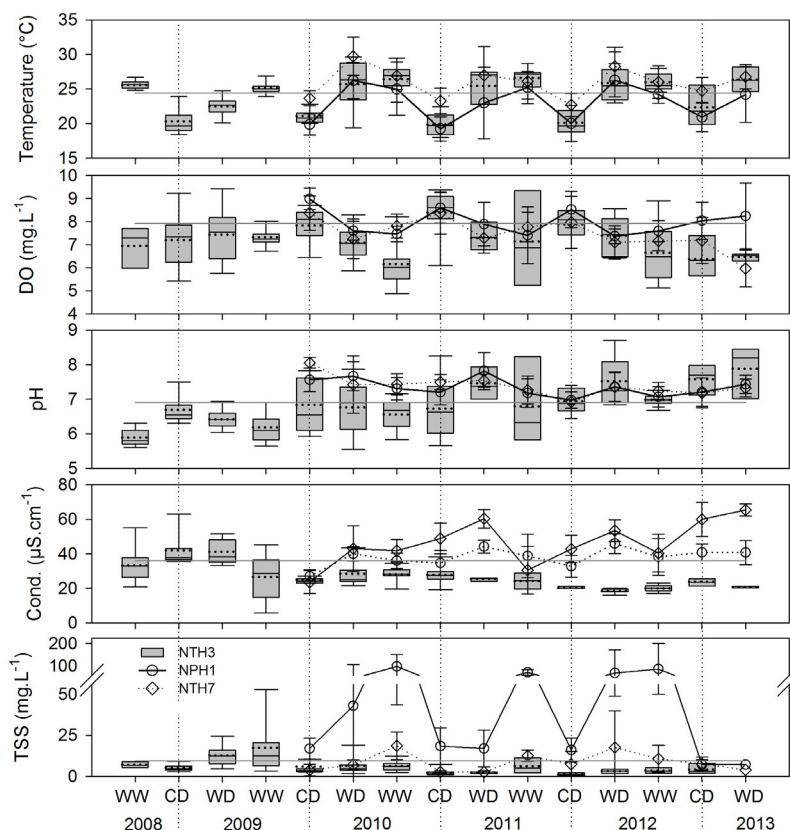 35
30
25
20
15
Temperature (°C)
10
9
8
7
6
5
4
DO (mg.L⁻¹)
9
8
7
6
5
pH
80
60
40
20
0
Cond. (µS.cm⁻¹)
200
100
50
25
0
TSS (mg.L⁻¹)
NTH3
NPH1
NTH7
WW CD WD WW CD WD WW CD WD WW CD WD WW CD WD
2008 2009 2010 2011 2012 2013